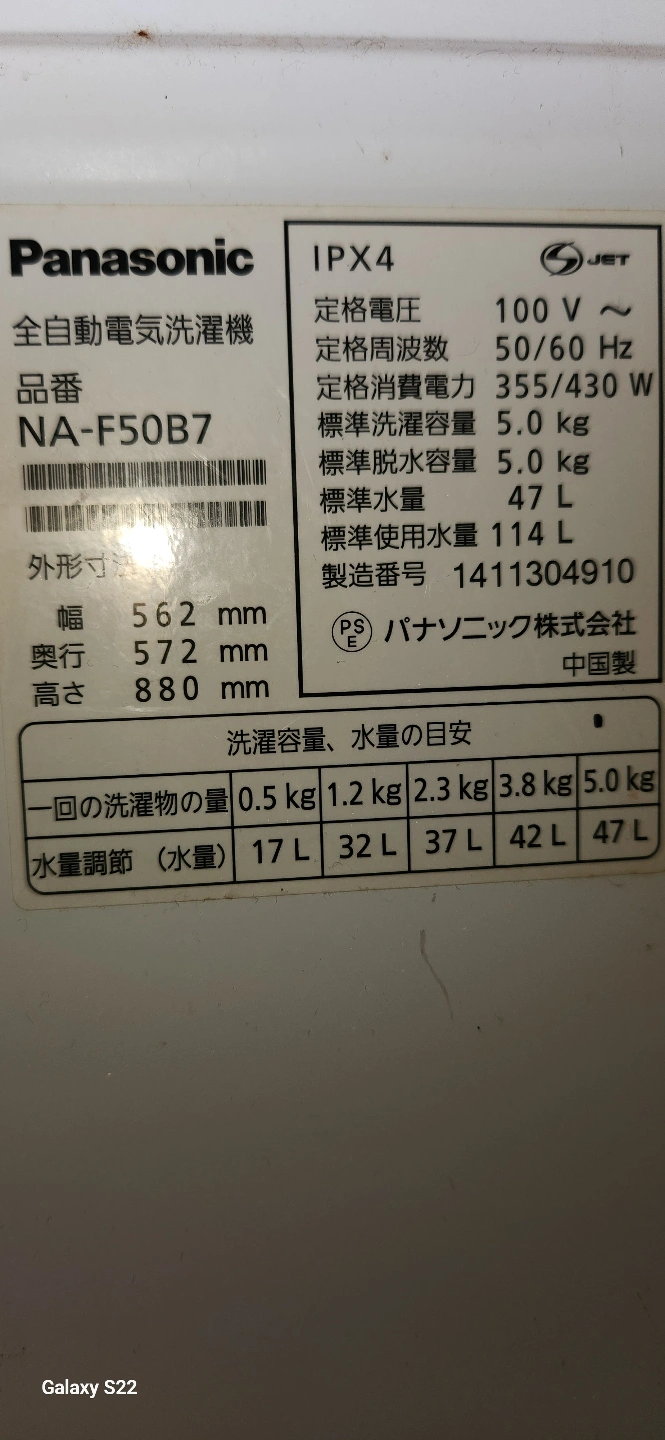 Panasonic
全自動電気洗濯機
品番
NA-F50B7
外形寸
幅 562 mm
奥行 572 mm
高さ 880 mm
IPX4 S JET
定格電圧 100 V ~
定格周波数 50/60 Hz
定格消費電力 355/430 W
標準洗濯容量 5.0 kg
標準脱水容量 5.0 kg
標準水量 47 L
標準使用水量 114 L
製造番号 1411304910
PSE パナソニック株式会社
中国製
洗濯容量、水量の目安
一回の洗濯物の量 0.5 kg 1.2 kg 2.3 kg 3.8 kg 5.0 kg
水量調節 (水量) 17 L 32 L 37 L 42 L 47 L
Galaxy S22